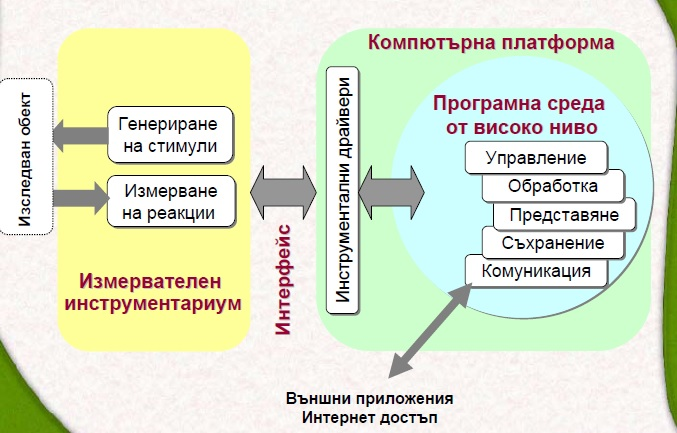 Изследван обект
Генериране
на стимули
Измерване
на реакции
Измервателен
инструментариум
Интерфейс
Компютърна платформа
Инструментални драйвери
Програмна среда
от високо ниво
Управление
Обработка
Представяне
Съхранение
Комуникация
Външни приложения
Интернет достъп